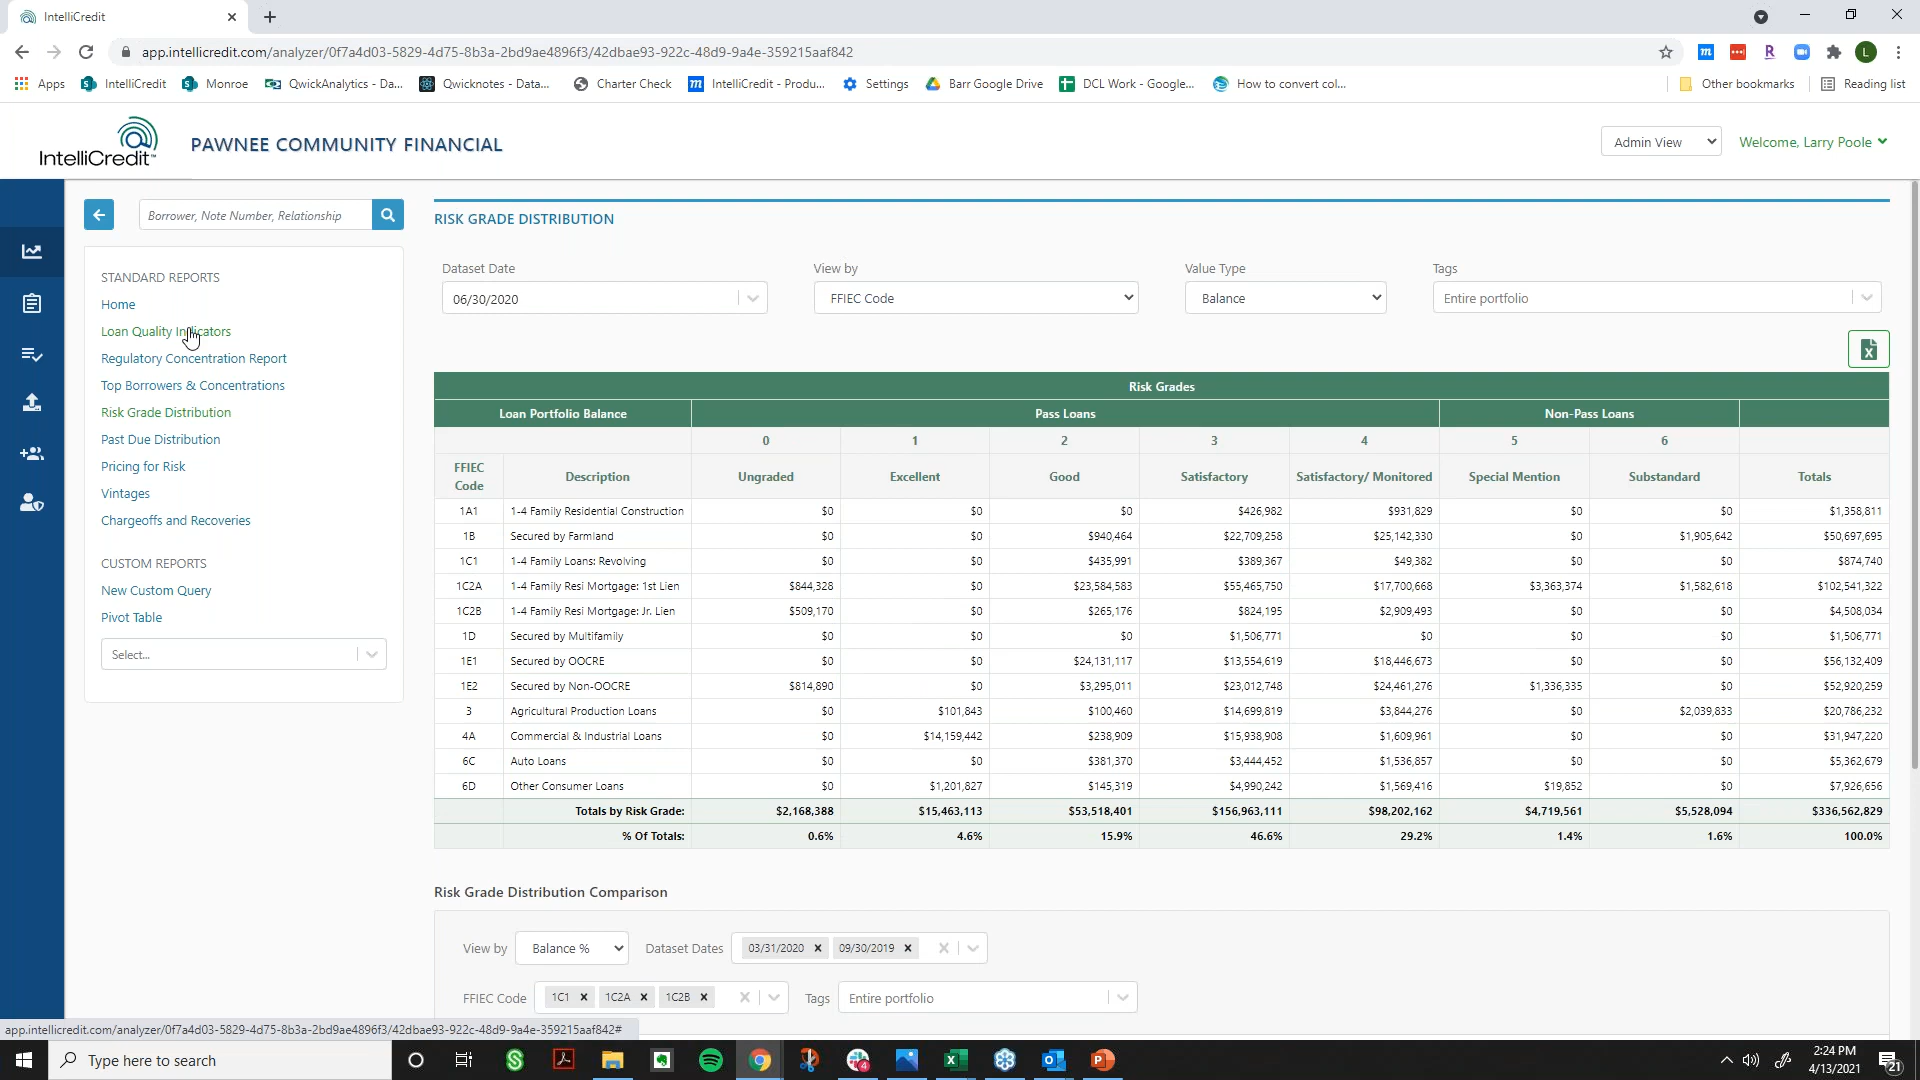 IntelliCredit
app.intellicredit.com/analyzer/0f7a4d03-5829-4d75-8b3a-2bd9ae4896f3/42dbae93-922c-48d9-9a4e-359215aaf842
Apps IntelliCredit Monroe QwickAnalytics - Da... Qwicknotes - Data... Charter Check IntelliCredit - Produ... Settings Barr Google Drive DCL Work - Google... How to convert col... Other bookmarks Reading list
IntelliCredit™ PAWNEE COMMUNITY FINANCIAL Admin View Welcome, Larry Poole
Borrower, Note Number, Relationship
STANDARD REPORTS
Home
Loan Quality Indicators
Regulatory Concentration Report
Top Borrowers & Concentrations
Risk Grade Distribution
Past Due Distribution
Pricing for Risk
Vintages
Chargeoffs and Recoveries
CUSTOM REPORTS
New Custom Query
Pivot Table
Select...
RISK GRADE DISTRIBUTION
Dataset Date View by Value Type Tags
06/30/2020 FFIEC Code Balance Entire portfolio
Risk Grades
Loan Portfolio Balance Pass Loans Non-Pass Loans
0 1 2 3 4 5 6
FFIEC Code Description Ungraded Excellent Good Satisfactory Satisfactory/ Monitored Special Mention Substandard Totals
1A1 1-4 Family Residential Construction $0 $0 $0 $426,982 $931,829 $0 $0 $1,358,811
1B Secured by Farmland $0 $0 $940,464 $22,709,258 $25,142,330 $0 $1,905,642 $50,697,695
1C1 1-4 Family Loans: Revolving $0 $0 $435,991 $389,367 $49,382 $0 $0 $874,740
1C2A 1-4 Family Resi Mortgage: 1st Lien $844,328 $0 $23,584,583 $55,465,750 $17,700,668 $3,363,374 $1,582,618 $102,541,322
1C2B 1-4 Family Resi Mortgage: Jr. Lien $509,170 $0 $265,176 $824,195 $2,909,493 $0 $0 $4,508,034
1D Secured by Multifamily $0 $0 $0 $1,506,771 $0 $0 $0 $1,506,771
1E1 Secured by OOCRE $0 $0 $24,131,117 $13,554,619 $18,446,673 $0 $0 $56,132,409
1E2 Secured by Non-OOCRE $814,890 $0 $3,295,011 $23,012,748 $24,461,276 $1,336,335 $0 $52,920,259
3 Agricultural Production Loans $0 $101,843 $100,460 $14,699,819 $3,844,276 $0 $2,039,833 $20,786,232
4A Commercial & Industrial Loans $0 $14,159,442 $238,909 $15,938,908 $1,609,961 $0 $0 $31,947,220
6C Auto Loans $0 $0 $381,370 $3,444,452 $1,536,857 $0 $0 $5,362,679
6D Other Consumer Loans $0 $1,201,827 $145,319 $4,990,242 $1,569,416 $19,852 $0 $7,926,656
Totals by Risk Grade: $2,168,388 $15,463,113 $53,518,401 $156,963,111 $98,202,162 $4,719,561 $5,528,094 $336,562,829
% Of Totals: 0.6% 4.6% 15.9% 46.6% 29.2% 1.4% 1.6% 100.0%
Risk Grade Distribution Comparison
View by Balance % Dataset Dates 03/31/2020 09/30/2019
FFIEC Code 1C1 1C2A 1C2B Tags Entire portfolio
app.intellicredit.com/analyzer/0f7a4d03-5829-4d75-8b3a-2bd9ae4896f3/42dbae93-922c-48d9-9a4e-359215aaf842#
Type here to search
2:24 PM
4/13/2021
21